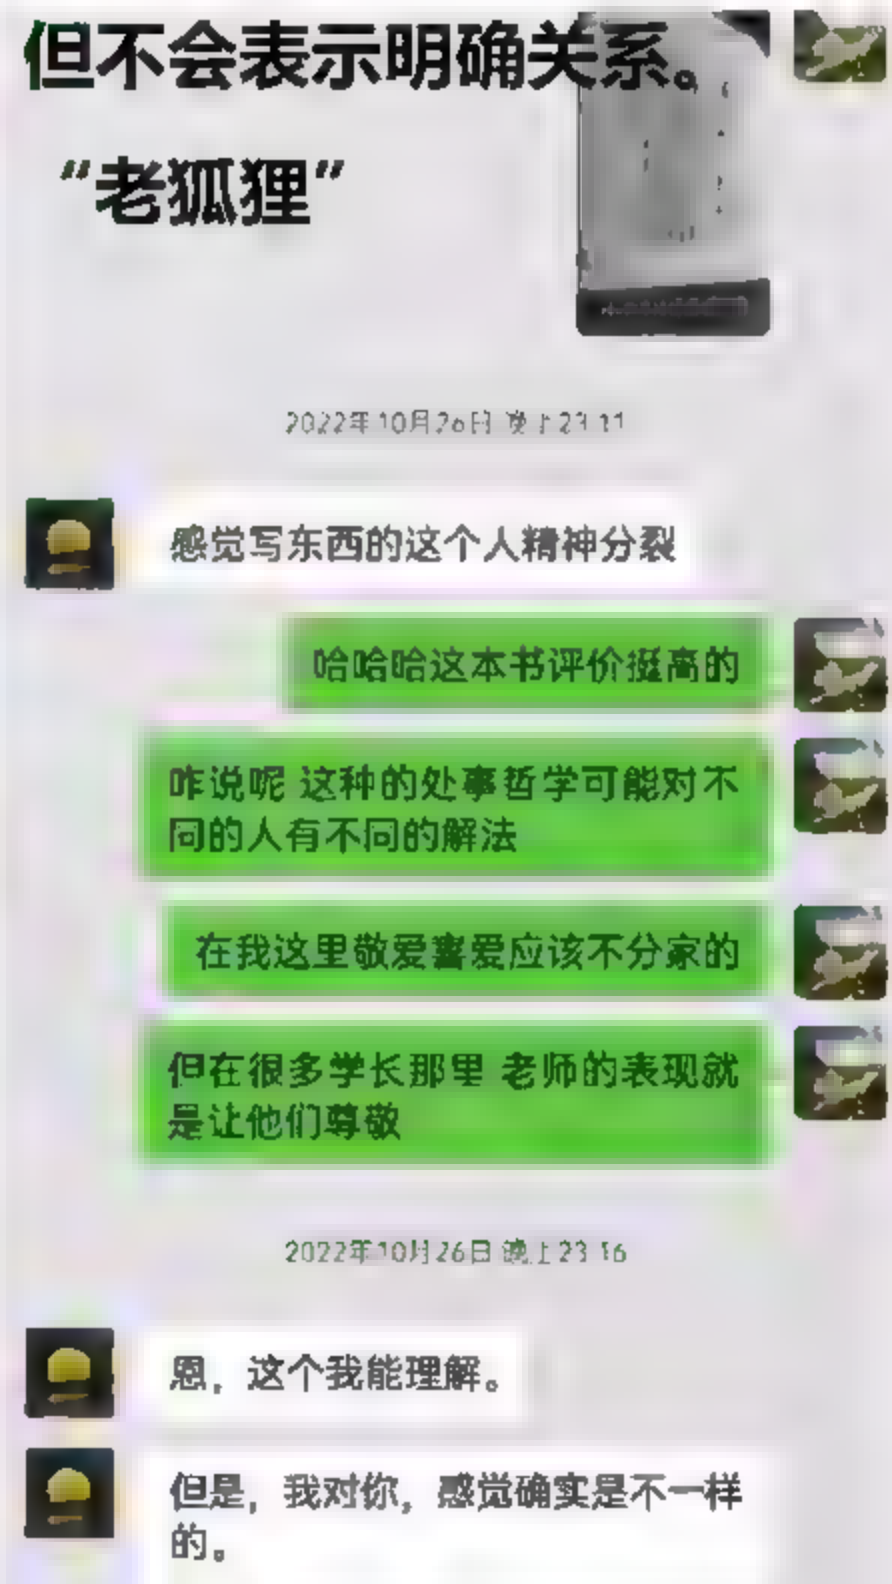 但不会表示明确关系。
“老狐狸”
2022年10月26日 晚上23:11
感觉写东西的这个人精神分裂
哈哈哈这本书评价挺高的
咋说呢 这种的处事哲学可能对不
同的人有不同的解法
在我这里敬爱喜爱应该不分家的
但在很多学长那里 老师的表现就
是让他们尊敬
2022年10月26日 晚上23:16
恩，这个我能理解。
但是，我对你，感觉确实是不一样
的。